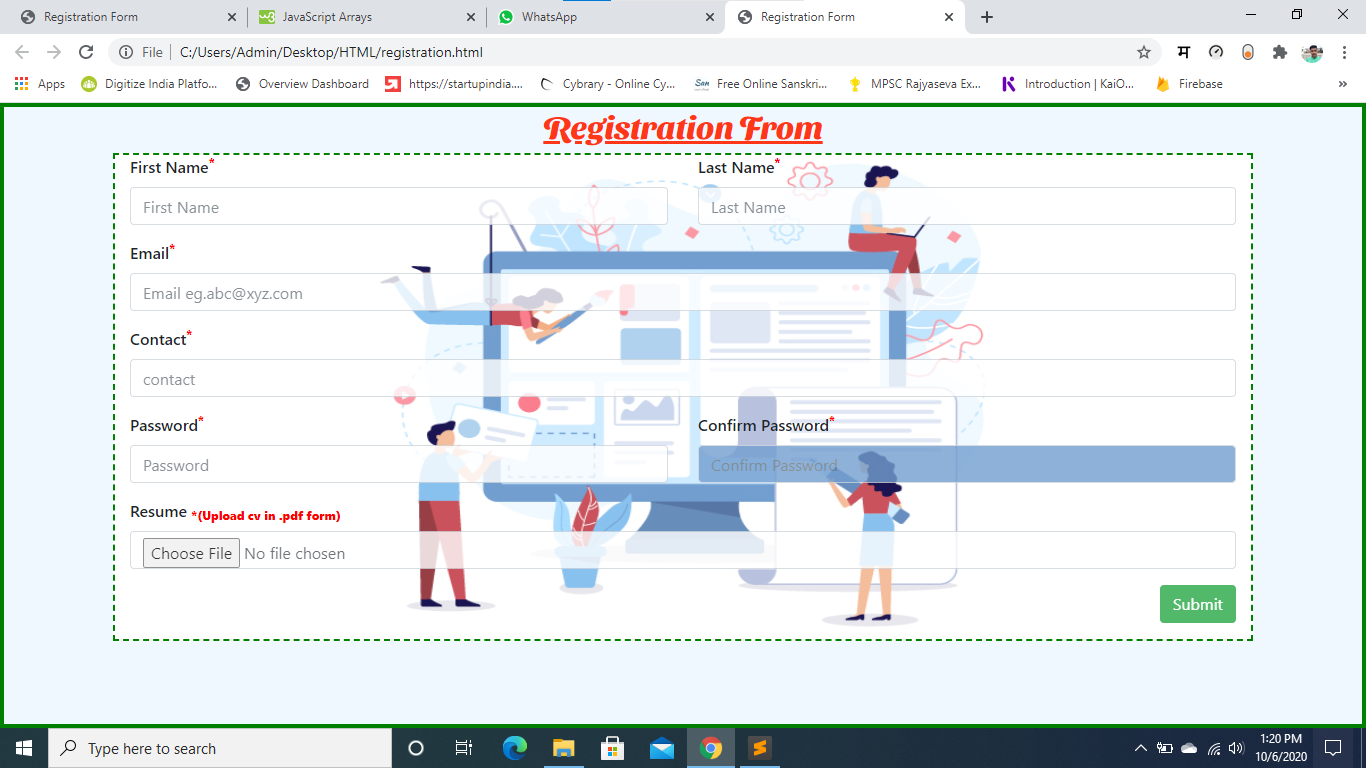 Registration Form
JavaScript Arrays
WhatsApp
Registration Form
File C:/Users/Admin/Desktop/HTML/registration.html
म
Apps Digitize India Platfo... Overview Dashboard https://startupindia.... Cybrary - Online Cy... San Free Online Sanskri... MPSC Rajyaseva Ex... Introduction | KaiO... Firebase »
Registration From
First Name* Last Name*
First Name Last Name
Email*
Email eg.abc@xyz.com
Contact*
contact
Password* Confirm Password*
Password Confirm Password
Resume *(Upload cv in .pdf form)
Choose File No file chosen
Submit
Type here to search
1:20 PM
10/6/2020